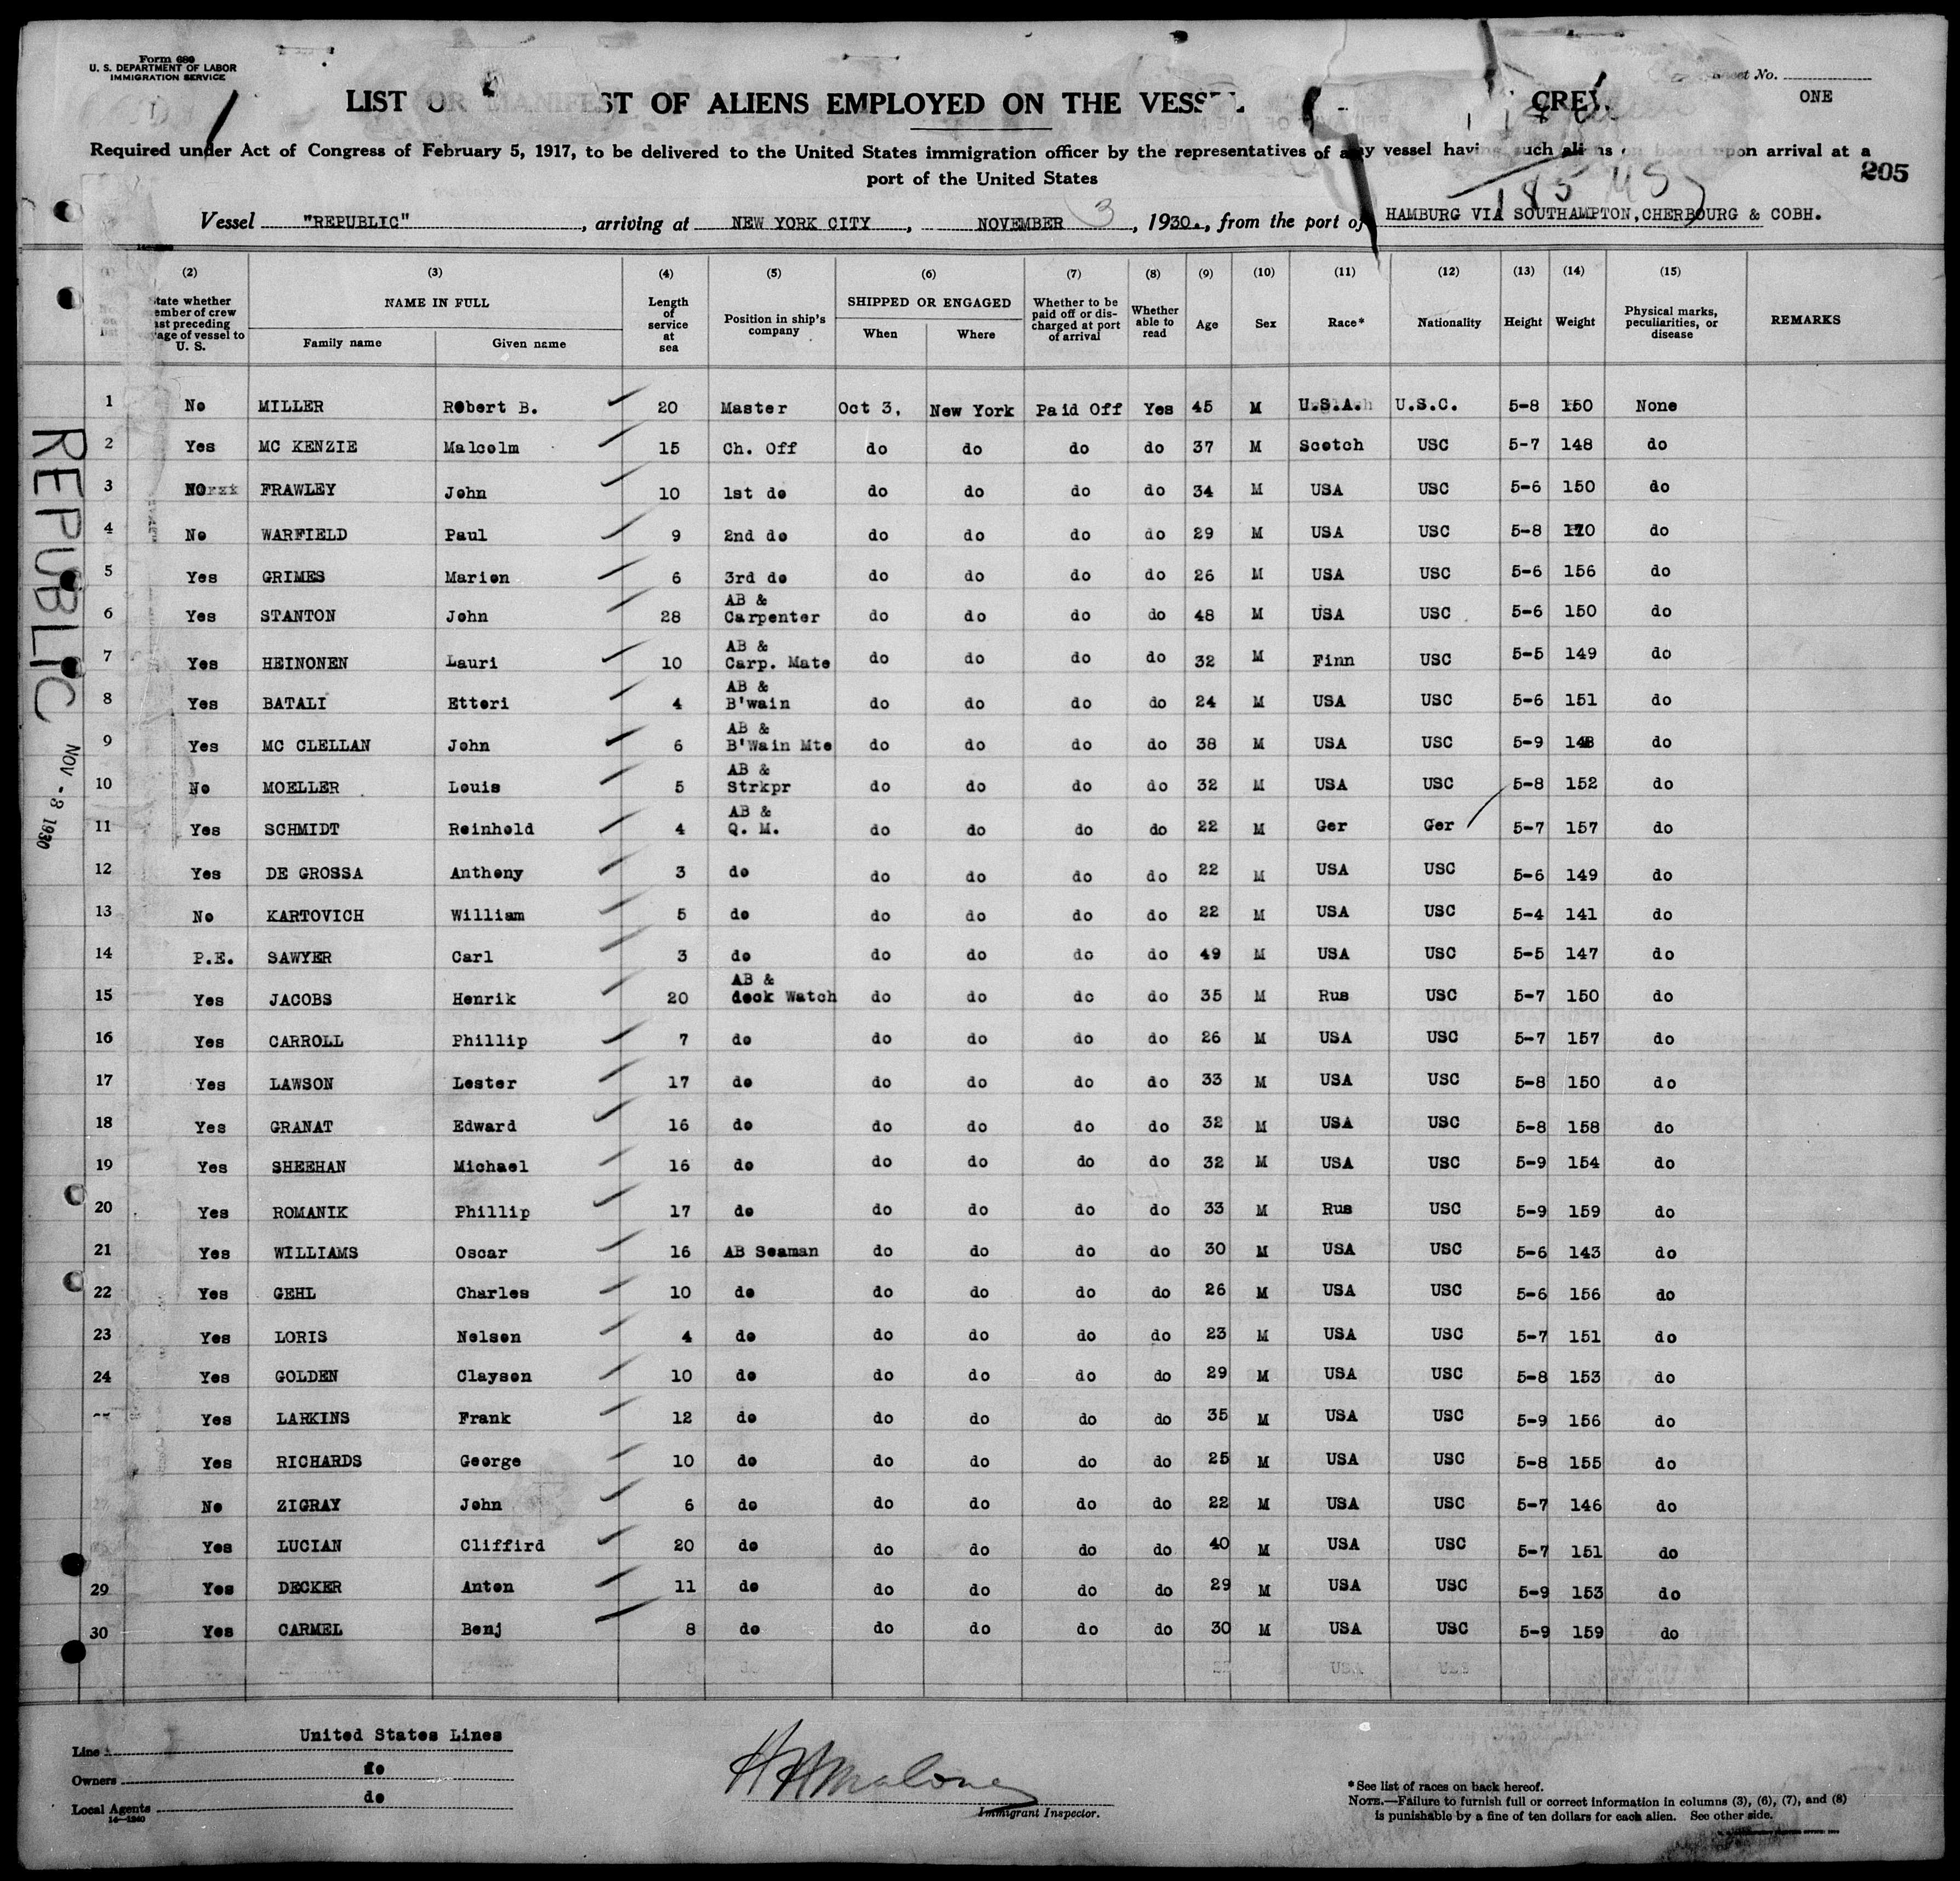 Form 689
U. S. DEPARTMENT OF LABOR
IMMIGRATION SERVICE
Sheet No.
ONE
LIST OR MANIFEST OF ALIENS EMPLOYED ON THE VESSEL CREW
Required under Act of Congress of February 5, 1917, to be delivered to the United States immigration officer by the representatives of any vessel having such aliens on board upon arrival at a
port of the United States
205
185 US
Vessel "REPUBLIC", arriving at NEW YORK CITY, NOVEMBER 3, 1930., from the port of HAMBURG VIA SOUTHAMPTON, CHERBOURG & COBH.
(2) (3) (4) (5) (6) (7) (8) (9) (10) (11) (12) (13) (14) (15)
State whether member of crew last preceding voyage of vessel to U. S. NAME IN FULL Family name Given name Length of service at sea Position in ship's company SHIPPED OR ENGAGED When Where Whether to be paid off or discharged at port of arrival Whether able to read Age Sex Race* Nationality Height Weight Physical marks, peculiarities, or disease REMARKS
1 No MILLER Robert B. 20 Master Oct 3, New York Paid Off Yes 45 M U.S.A. U.S.C. 5-8 150 None
2 Yes MC KENZIE Malcolm 15 Ch. Off do do do do 37 M Scotch USC 5-7 148 do
3 NO FRAWLEY John 10 1st do do do do do 34 M USA USC 5-6 150 do
4 No WARFIELD Paul 9 2nd do do do do do 29 M USA USC 5-8 170 do
5 Yes GRIMES Marion 6 3rd do do do do do 26 M USA USC 5-6 156 do
6 Yes STANTON John 28 AB & Carpenter do do do do 48 M USA USC 5-6 150 do
7 Yes HEINONEN Lauri 10 AB & Carp. Mate do do do do 32 M Finn USC 5-5 149 do
8 Yes BATALI Ettori 4 AB & B'wain do do do do 24 M USA USC 5-6 151 do
9 Yes MC CLELLAN John 6 AB & B'Wain Mte do do do do 38 M USA USC 5-9 148 do
10 No MOELLER Louis 5 AB & Strkpr do do do do 32 M USA USC 5-8 152 do
11 Yes SCHMIDT Reinhold 4 AB & Q. M. do do do do 22 M Ger Ger 5-7 157 do
12 Yes DE GROSSA Anthony 3 do do do do do 22 M USA USC 5-6 149 do
13 No KARTOVICH William 5 do do do do do 22 M USA USC 5-4 141 do
14 P.E. SAWYER Carl 3 do do do do do 49 M USA USC 5-5 147 do
15 Yes JACOBS Henrik 20 AB & deck Watch do do do do 35 M Rus USC 5-7 150 do
16 Yes CARROLL Phillip 7 do do do do do 26 M USA USC 5-7 157 do
17 Yes LAWSON Lester 17 do do do do do 33 M USA USC 5-8 150 do
18 Yes GRANAT Edward 16 do do do do do 32 M USA USC 5-8 158 do
19 Yes SHEEHAN Michael 16 do do do do do 32 M USA USC 5-9 154 do
20 Yes ROMANIK Phillip 17 do do do do do 33 M Rus USC 5-9 159 do
21 Yes WILLIAMS Oscar 16 AB Seaman do do do do 30 M USA USC 5-6 143 do
22 Yes GEHL Charles 10 do do do do do 26 M USA USC 5-6 156 do
23 Yes LORIS Nelson 4 do do do do do 23 M USA USC 5-7 151 do
24 Yes GOLDEN Clayson 10 do do do do do 29 M USA USC 5-8 153 do
Yes LARKINS Frank 12 do do do do do 35 M USA USC 5-9 156 do
Yes RICHARDS George 10 do do do do do 25 M USA USC 5-8 155 do
27 No ZIGRAY John 6 do do do do do 22 M USA USC 5-7 146 do
Yes LUCIAN Cliffird 20 do do do do do 40 M USA USC 5-7 151 do
29 Yes DECKER Anton 11 do do do do do 29 M USA USC 5-9 153 do
30 Yes CARMEL Benj 8 do do do do do 30 M USA USC 5-9 159 do
REPUBLIC
NOV - 3 1930
Line United States Lines
Owners do
Local Agents do
14-1240
H H Malone
Immigrant Inspector.
*See list of races on back hereof.
NOTE.—Failure to furnish full or correct information in columns (3), (6), (7), and (8)
is punishable by a fine of ten dollars for each alien. See other side.